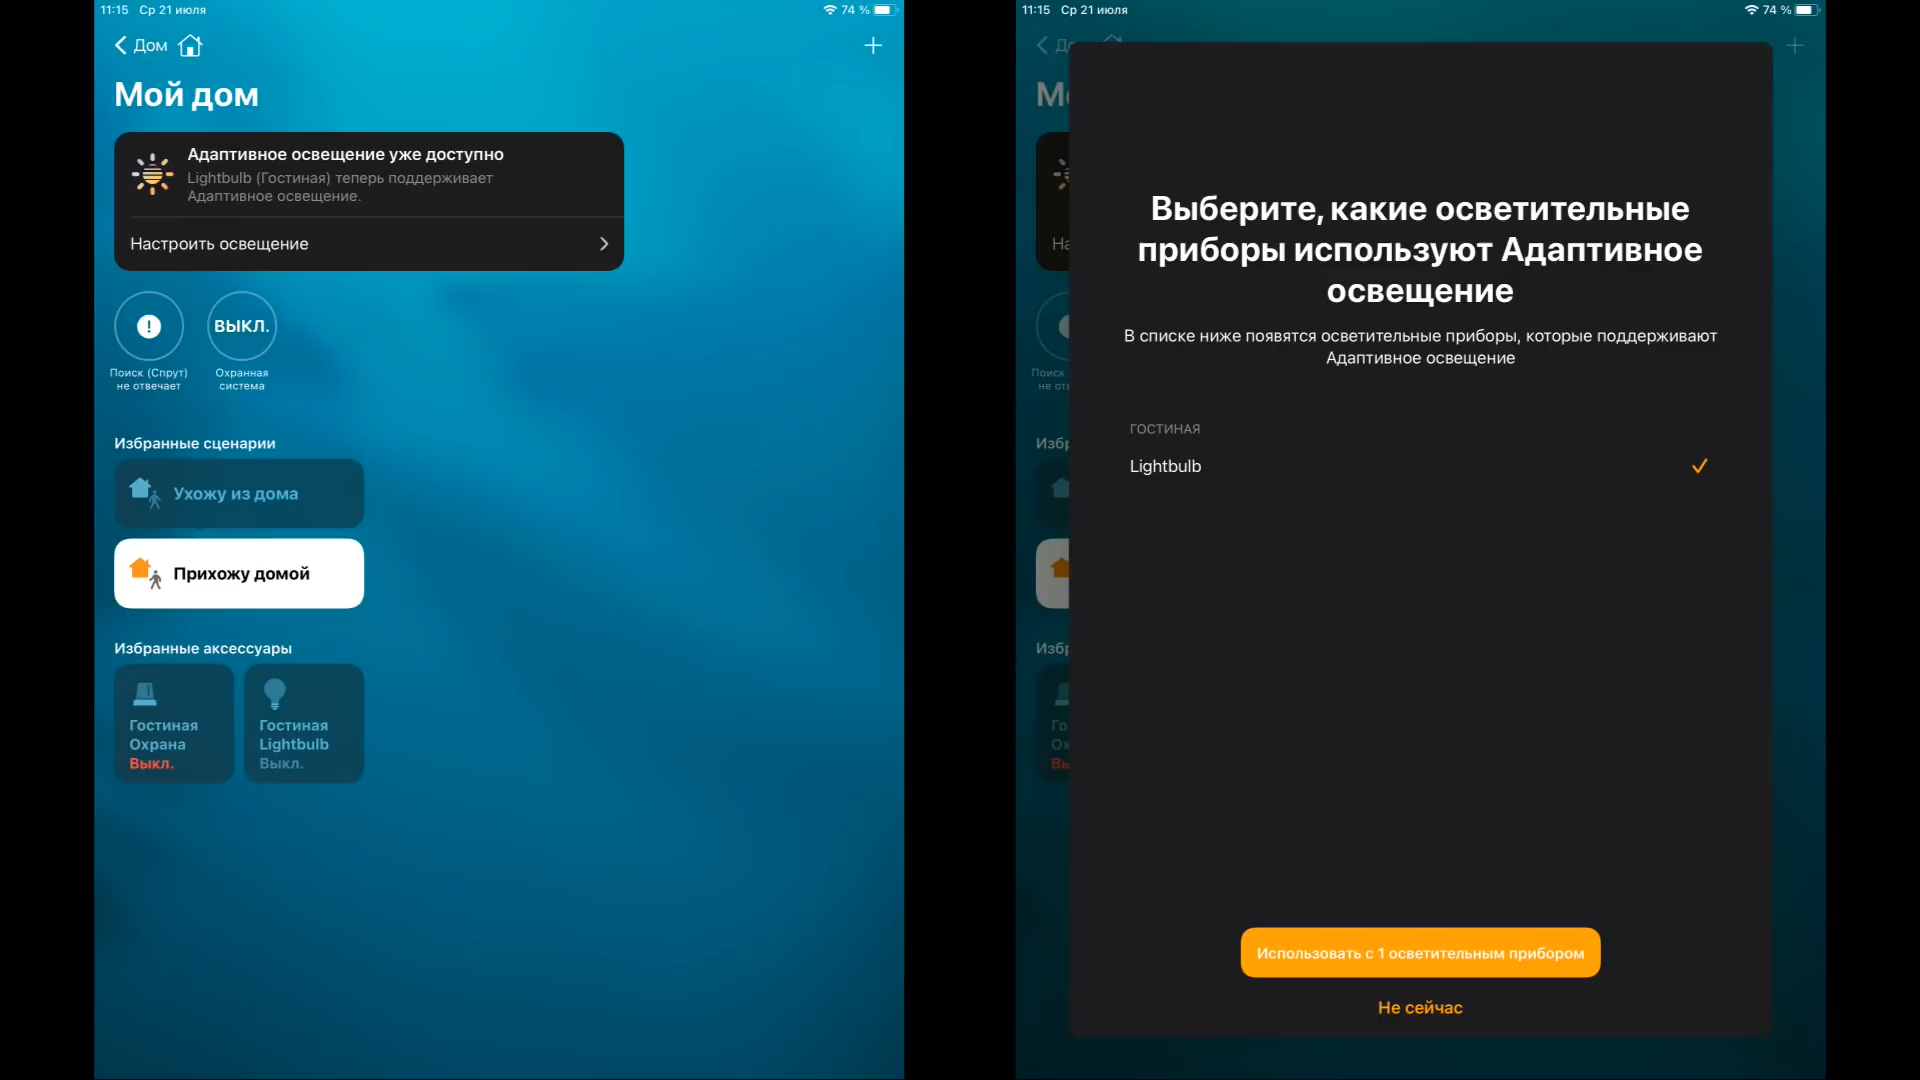 11:15 Ср 21 июля
74 %
Дом
Мой дом
Адаптивное освещение уже доступно
Lightbulb (Гостиная) теперь поддерживает
Адаптивное освещение.
Настроить освещение
ВЫКЛ.
Поиск (Спрут)
не отвечает
Охранная
система
Избранные сценарии
Ухожу из дома
Прихожу домой
Избранные аксессуары
Гостиная
Охрана
Выкл.
Гостиная
Lightbulb
Выкл.
11:15 Ср 21 июля
74 %
Выберите, какие осветительные
приборы используют Адаптивное
освещение
В списке ниже появятся осветительные приборы, которые поддерживают
Адаптивное освещение
ГОСТИНАЯ
Lightbulb
Использовать с 1 осветительным прибором
Не сейчас